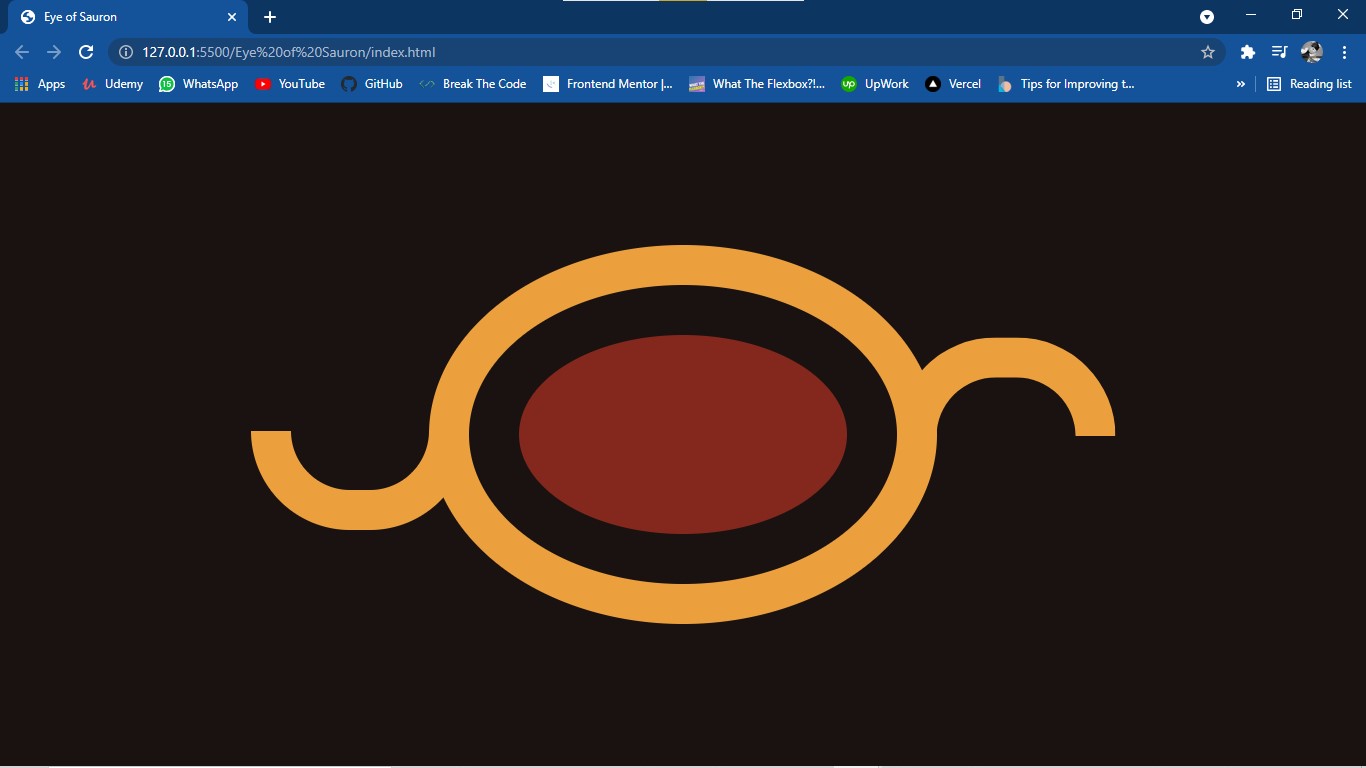 Eye of Sauron
127.0.0.1:5500/Eye%20of%20Sauron/index.html
Apps Udemy 15 WhatsApp YouTube GitHub Break The Code Frontend Mentor |... What The Flexbox?!... up UpWork Vercel Tips for Improving t... » Reading list